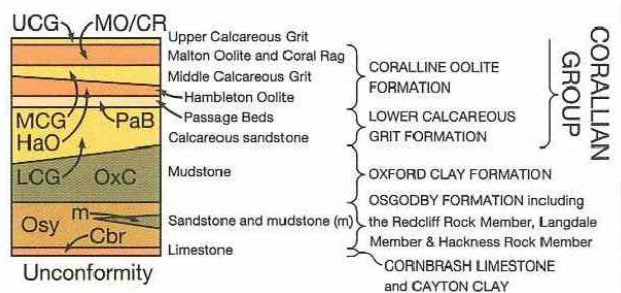 UCG MO/CR
MCG PaB
HaO
LCG OxC
m
Osy
Cbr
Unconformity
Upper Calcareous Grit
Malton Oolite and Coral Rag
Middle Calcareous Grit
Hambleton Oolite
Passage Beds
Calcareous sandstone
Mudstone
Sandstone and mudstone (m)
Limestone
CORALLINE OOLITE
FORMATION
LOWER CALCAREOUS
GRIT FORMATION
OXFORD CLAY FORMATION
OSGODBY FORMATION including
the Redcliff Rock Member, Langdale
Member & Hackness Rock Member
CORNBRASH LIMESTONE
and CAYTON CLAY
CORALLIAN
GROUP